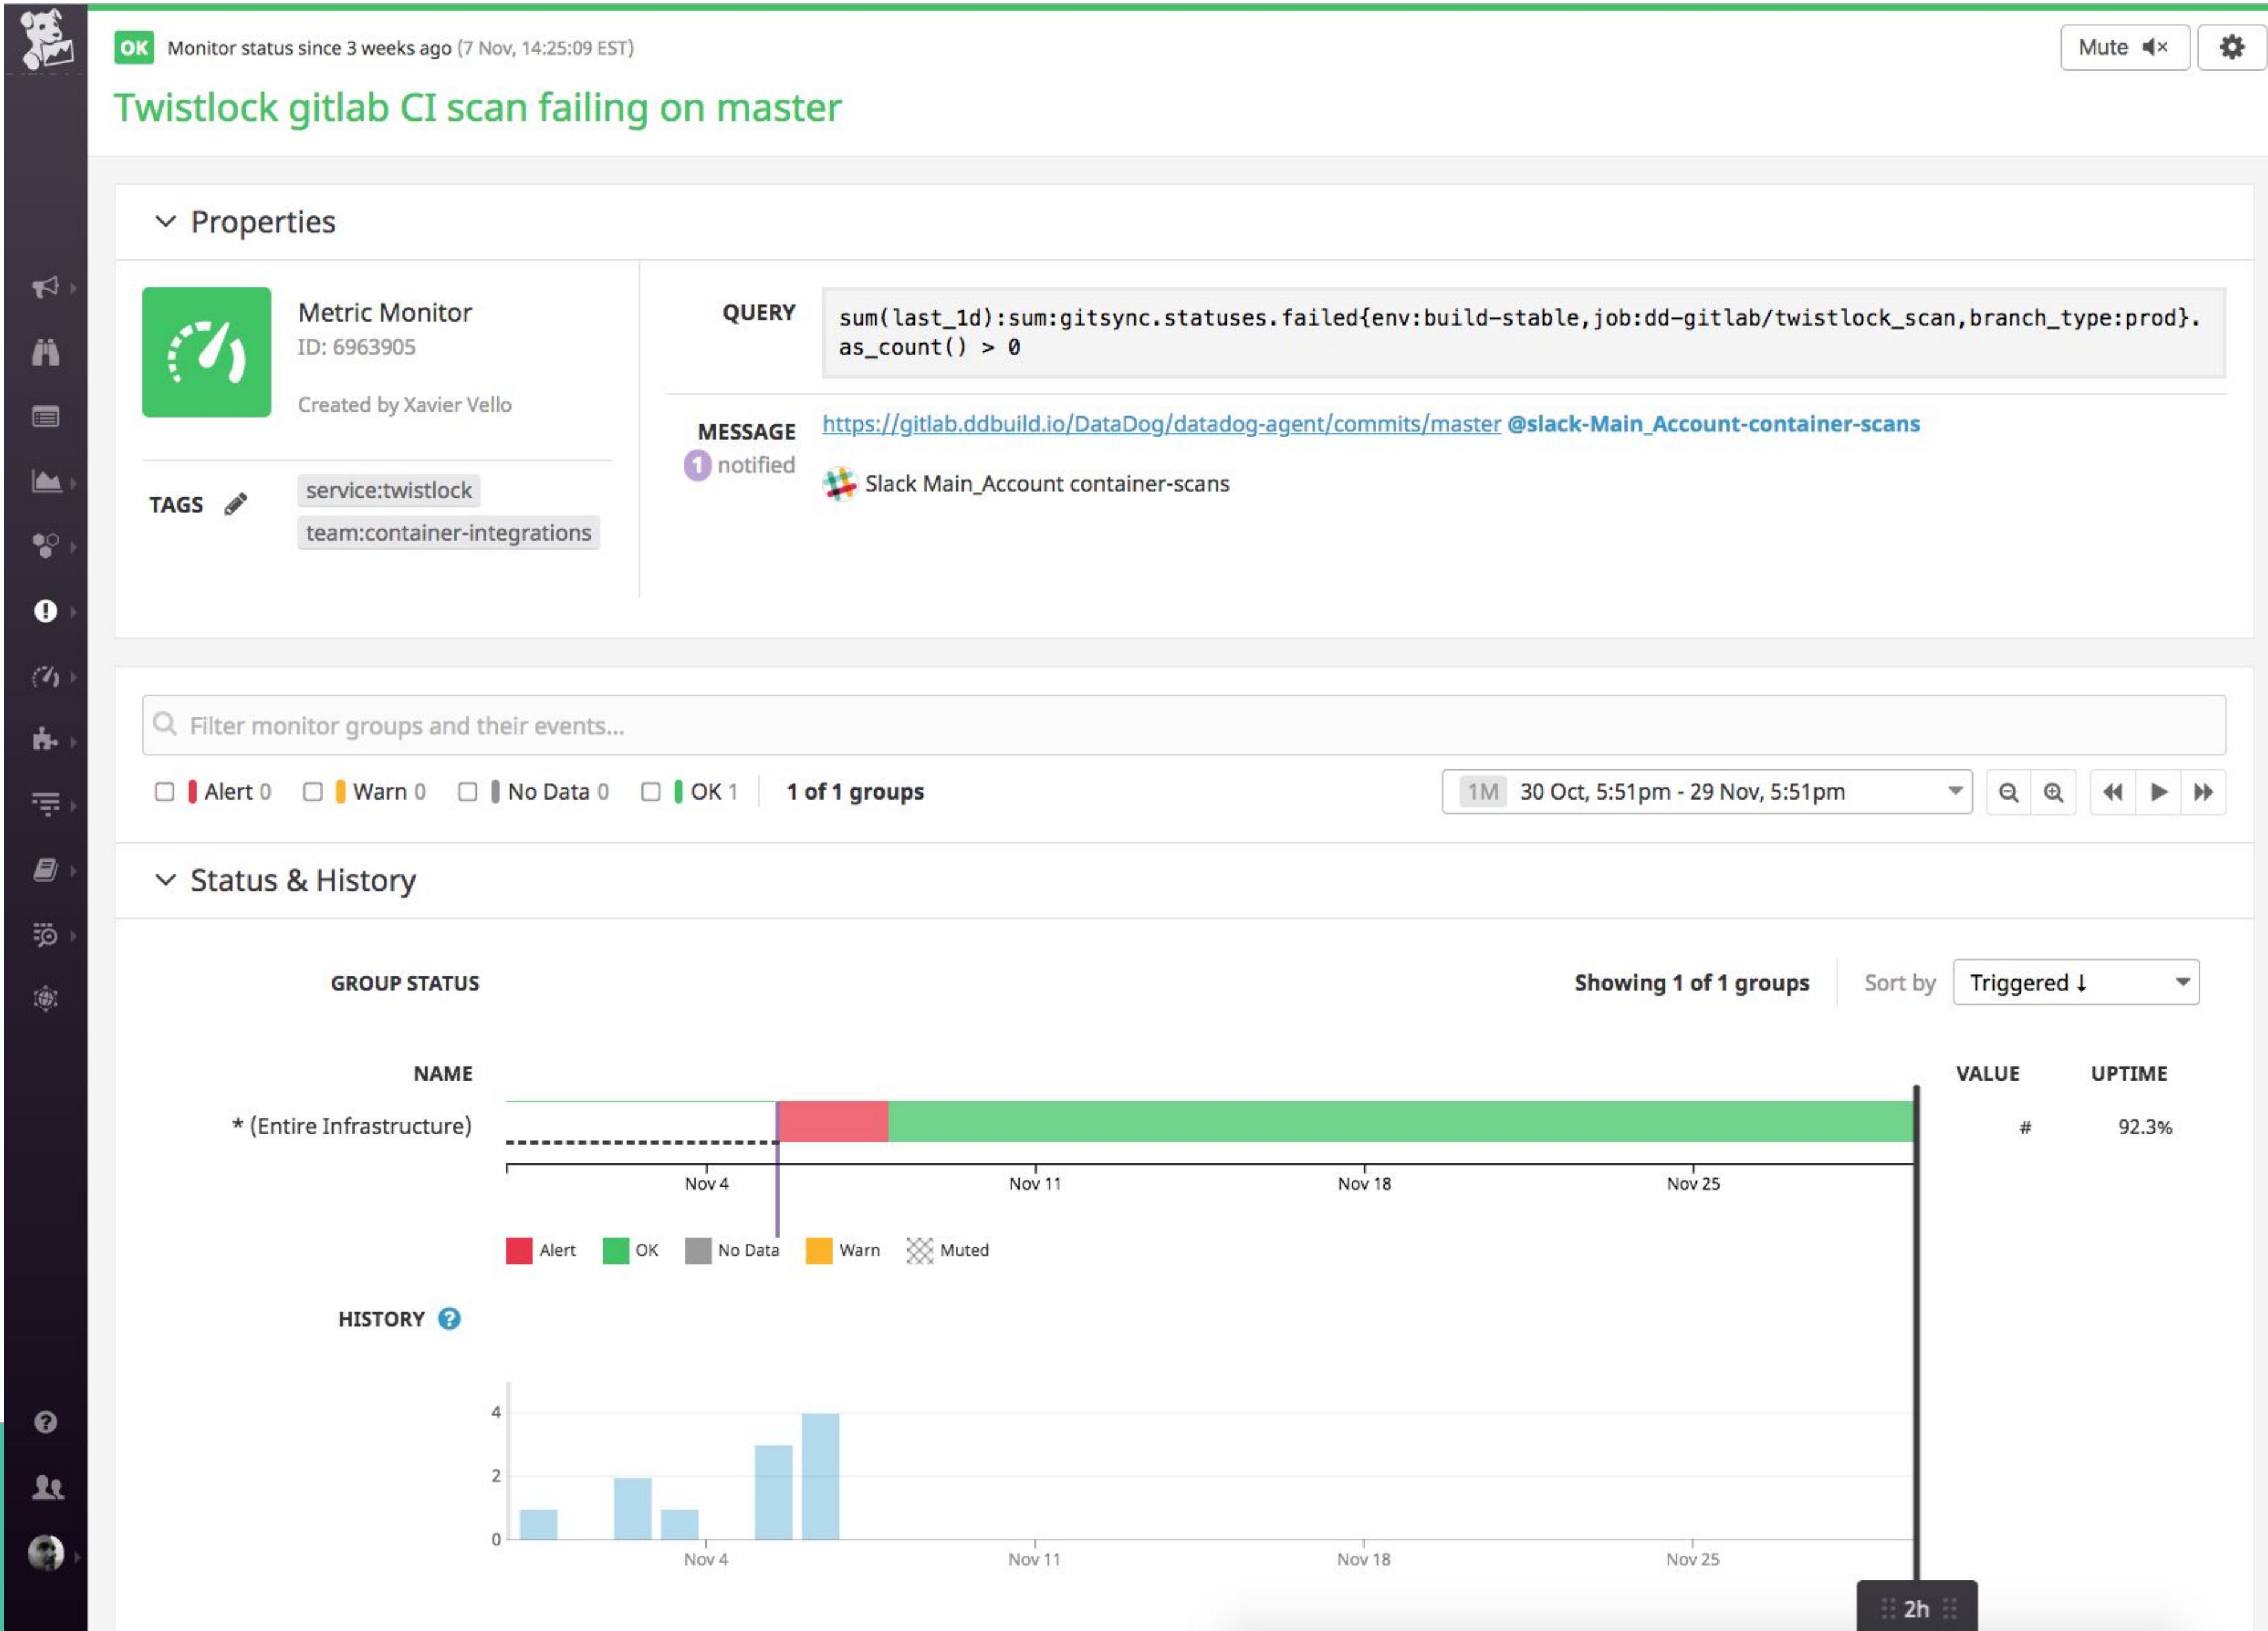 OK Monitor status since 3 weeks ago (7 Nov, 14:25:09 EST)
Mute
Twistlock gitlab CI scan failing on master
Properties
Metric Monitor
ID: 6963905
Created by Xavier Vello
TAGS
service:twistlock
team:container-integrations
QUERY
sum(last_1d):sum:gitsync.statuses.failed{env:build-stable,job:dd-gitlab/twistlock_scan,branch_type:prod}.
as_count() > 0
MESSAGE
1 notified
https://gitlab.ddbuild.io/DataDog/datadog-agent/commits/master @slack-Main_Account-container-scans
Slack Main_Account container-scans
Filter monitor groups and their events...
Alert 0 Warn 0 No Data 0 OK 1 1 of 1 groups
1M 30 Oct, 5:51pm - 29 Nov, 5:51pm
Status & History
GROUP STATUS
Showing 1 of 1 groups Sort by Triggered ↓
NAME VALUE UPTIME
* (Entire Infrastructure) # 92.3%
Nov 4 Nov 11 Nov 18 Nov 25
Alert OK No Data Warn Muted
HISTORY ?
4
2
0
Nov 4 Nov 11 Nov 18 Nov 25
2h